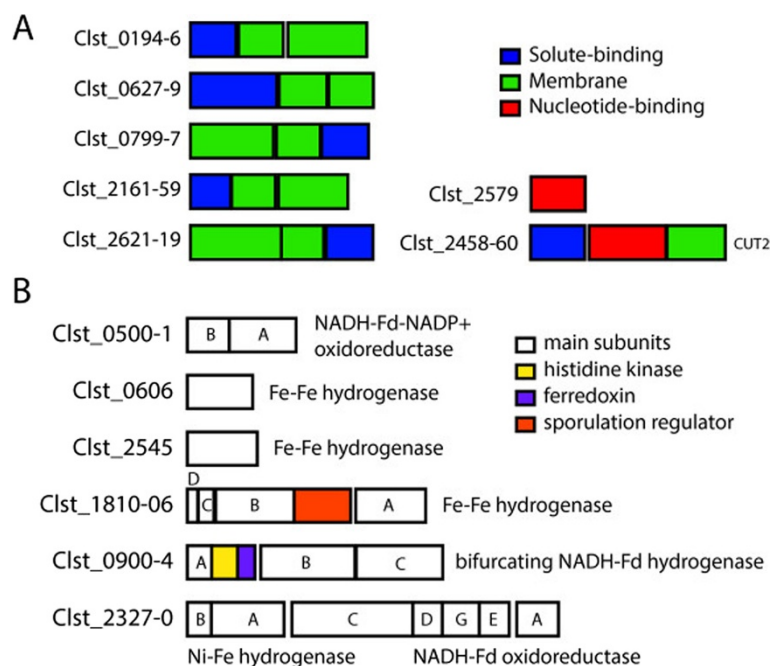 A
Clst_0194-6
Clst_0627-9
Clst_0799-7
Clst_2161-59
Clst_2621-19
Solute-binding
Membrane
Nucleotide-binding
Clst_2579
Clst_2458-60
CUT2
B
Clst_0500-1
B A
NADH-Fd-NADP+
oxidoreductase
Clst_0606
Fe-Fe hydrogenase
Clst_2545
Fe-Fe hydrogenase
main subunits
histidine kinase
ferredoxin
sporulation regulator
D
Clst_1810-06
C B A
Fe-Fe hydrogenase
Clst_0900-4
A B C
bifurcating NADH-Fd hydrogenase
Clst_2327-0
B A C D G E A
Ni-Fe hydrogenase
NADH-Fd oxidoreductase